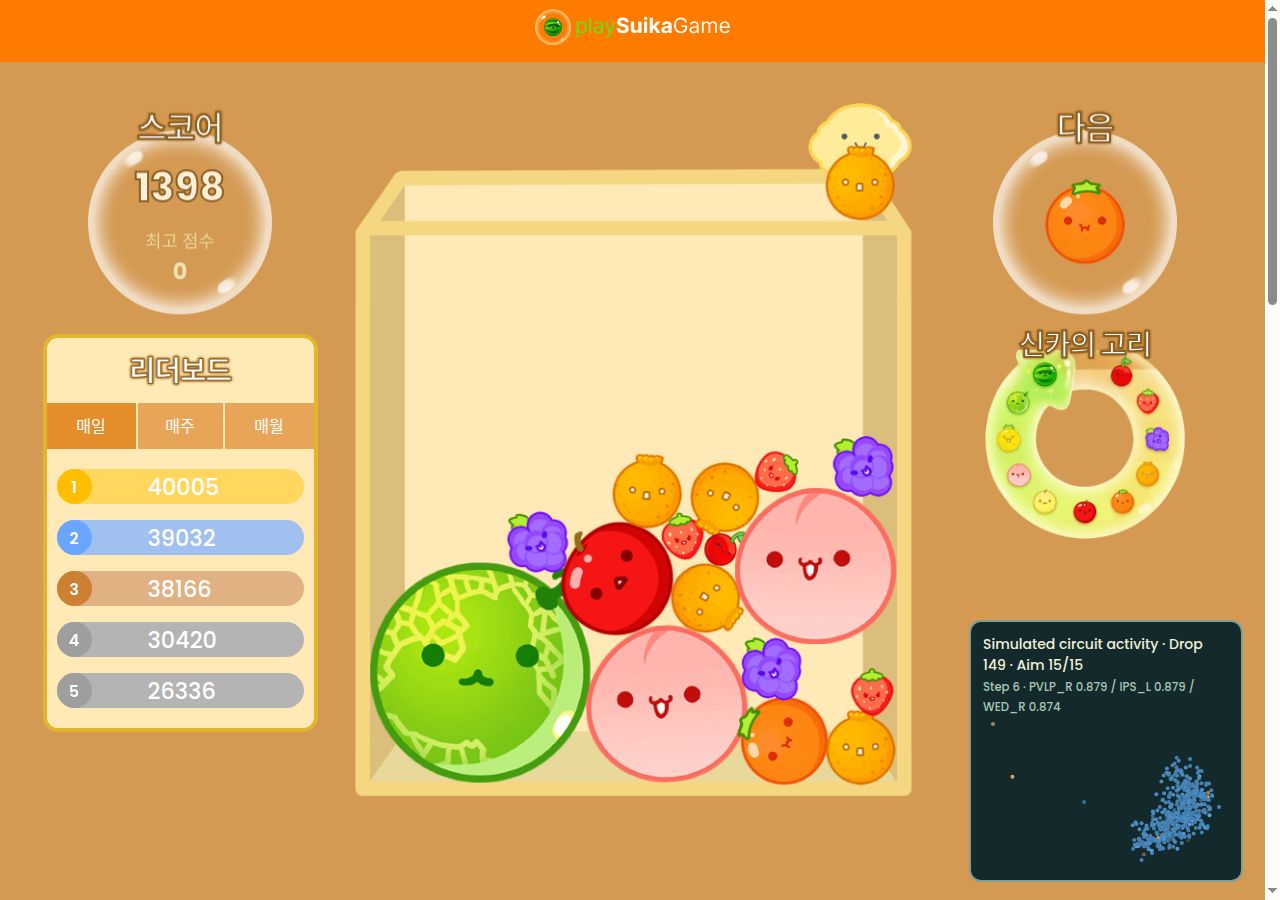 playSuikaGame
스코어
1398
최고 점수
0
리더보드
매일 매주 매월
1 40005
2 39032
3 38166
4 30420
5 26336
다음
신카의 고리
Simulated circuit activity · Drop
149 · Aim 15/15
Step 6 · PVLP_R 0.879 / IPS_L 0.879 /
WED_R 0.874